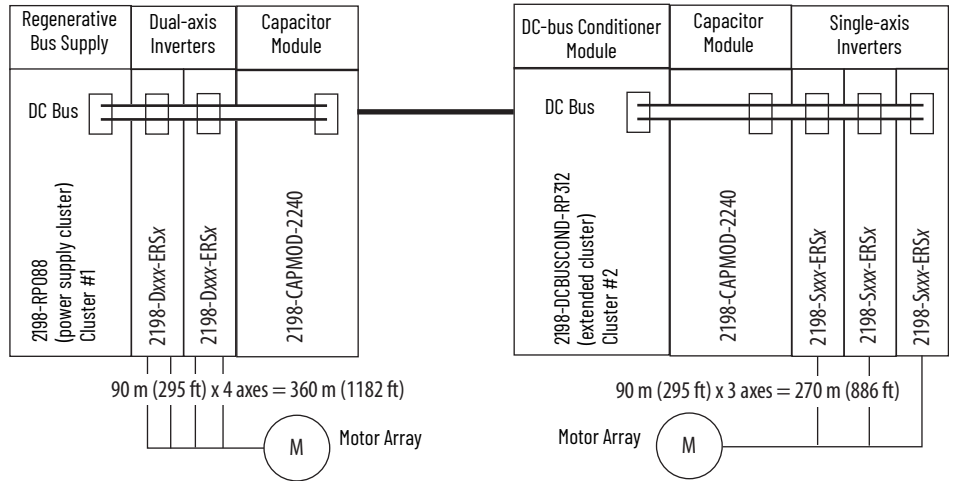 Regenerative
Bus Supply
Dual-axis
Inverters
Capacitor
Module
DC Bus
2198-RP088
(power supply cluster)
Cluster #1
2198-Dxxx-ERSx
2198-Dxxx-ERSx
2198-CAPMOD-2240
90 m (295 ft) x 4 axes = 360 m (1182 ft)
M
Motor Array
DC-bus Conditioner
Module
Capacitor
Module
Single-axis
Inverters
DC Bus
2198-DCBUSCOND-RP312
(extended cluster)
Cluster #2
2198-CAPMOD-2240
2198-Sxxx-ERSx
2198-Sxxx-ERSx
2198-Sxxx-ERSx
90 m (295 ft) x 3 axes = 270 m (886 ft)
Motor Array
M